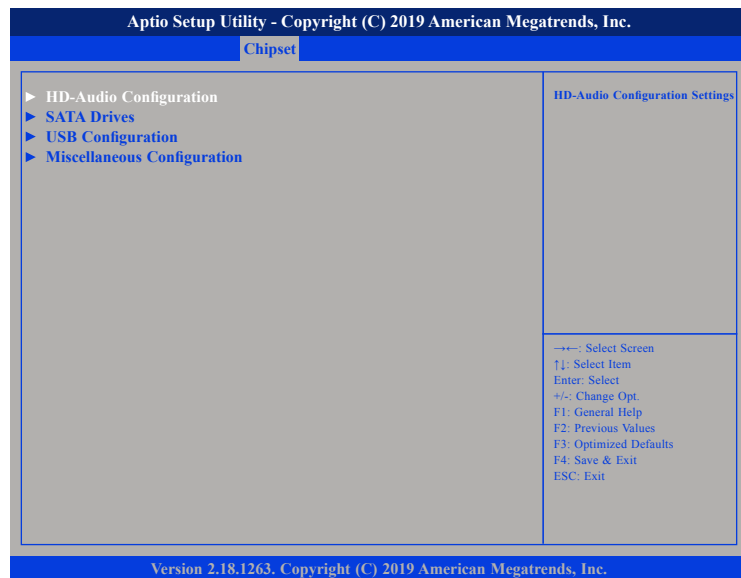 Aptio Setup Utility - Copyright (C) 2019 American Megatrends, Inc.
Chipset
► HD-Audio Configuration
► SATA Drives
► USB Configuration
► Miscellaneous Configuration
HD-Audio Configuration Settings
→←: Select Screen
↑↓: Select Item
Enter: Select
+/-: Change Opt.
F1: General Help
F2: Previous Values
F3: Optimized Defaults
F4: Save & Exit
ESC: Exit
Version 2.18.1263. Copyright (C) 2019 American Megatrends, Inc.